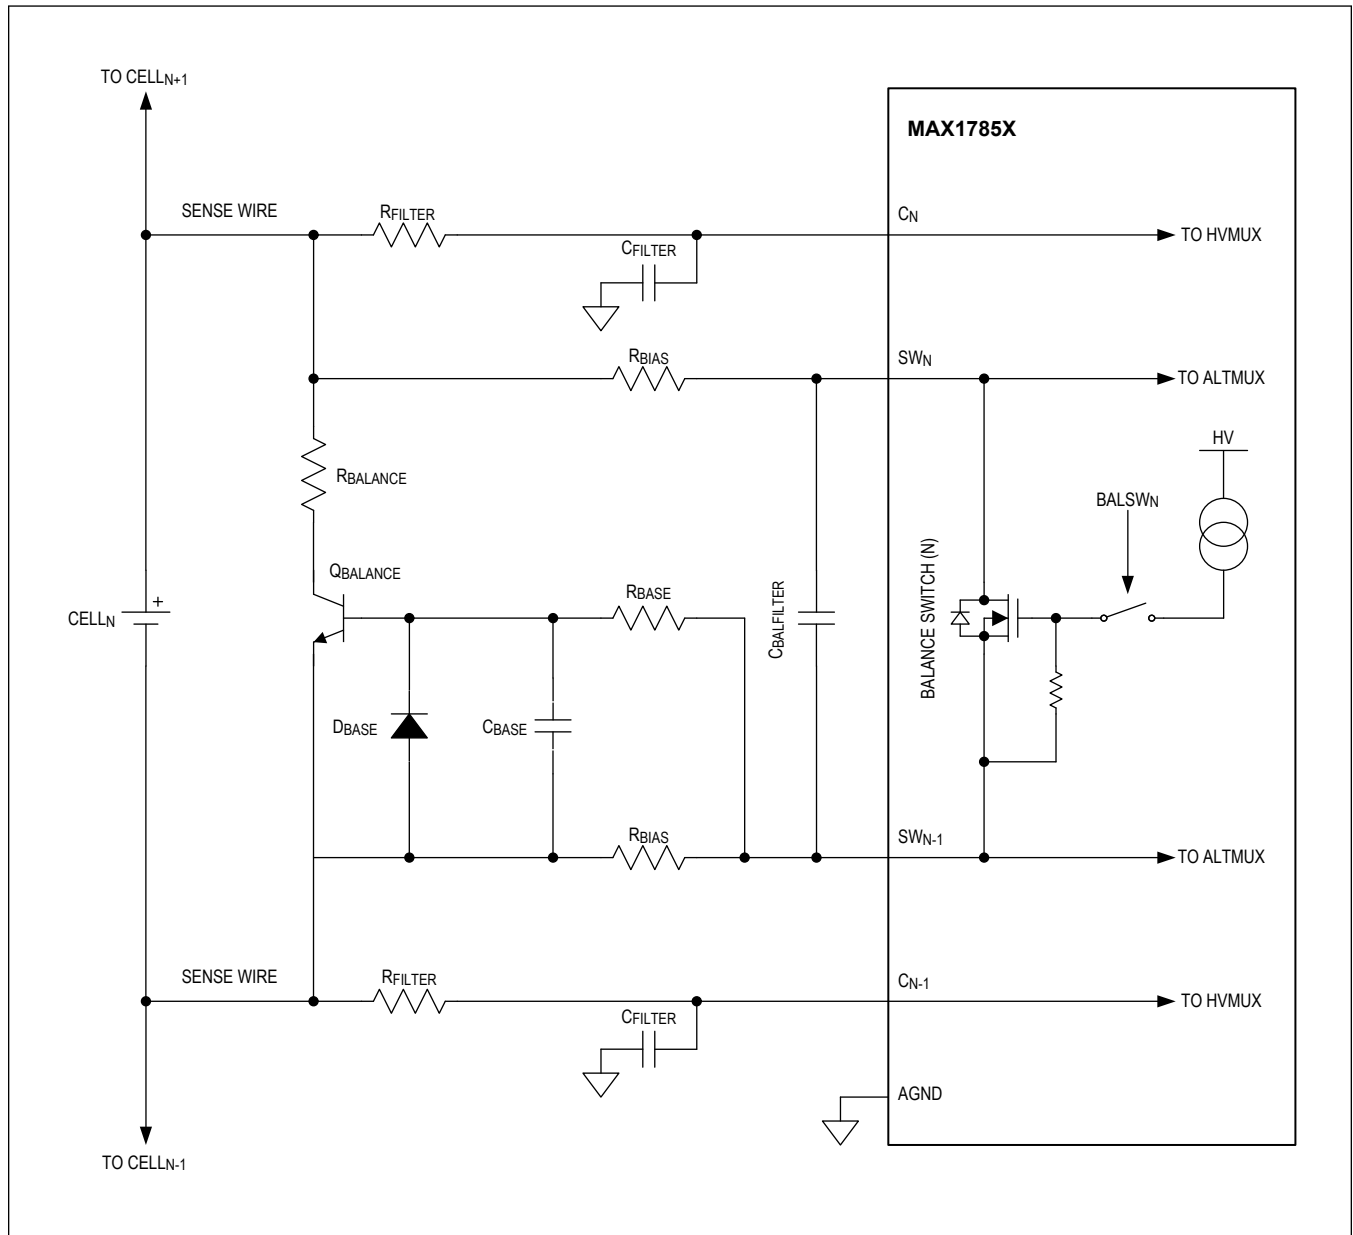 TO CELLN+1
MAX1785X
SENSE WIRE
RFILTER
CN
TO HVMUX
CFILTER
RBIAS
SWN
TO ALTMUX
HV
RBALANCE
BALSWN
QBALANCE
RBASE
CELLN
+
CBALFILTER
BALANCE SWITCH (N)
DBASE
CBASE
RBIAS
SWN-1
TO ALTMUX
SENSE WIRE
RFILTER
CN-1
TO HVMUX
CFILTER
AGND
TO CELLN-1